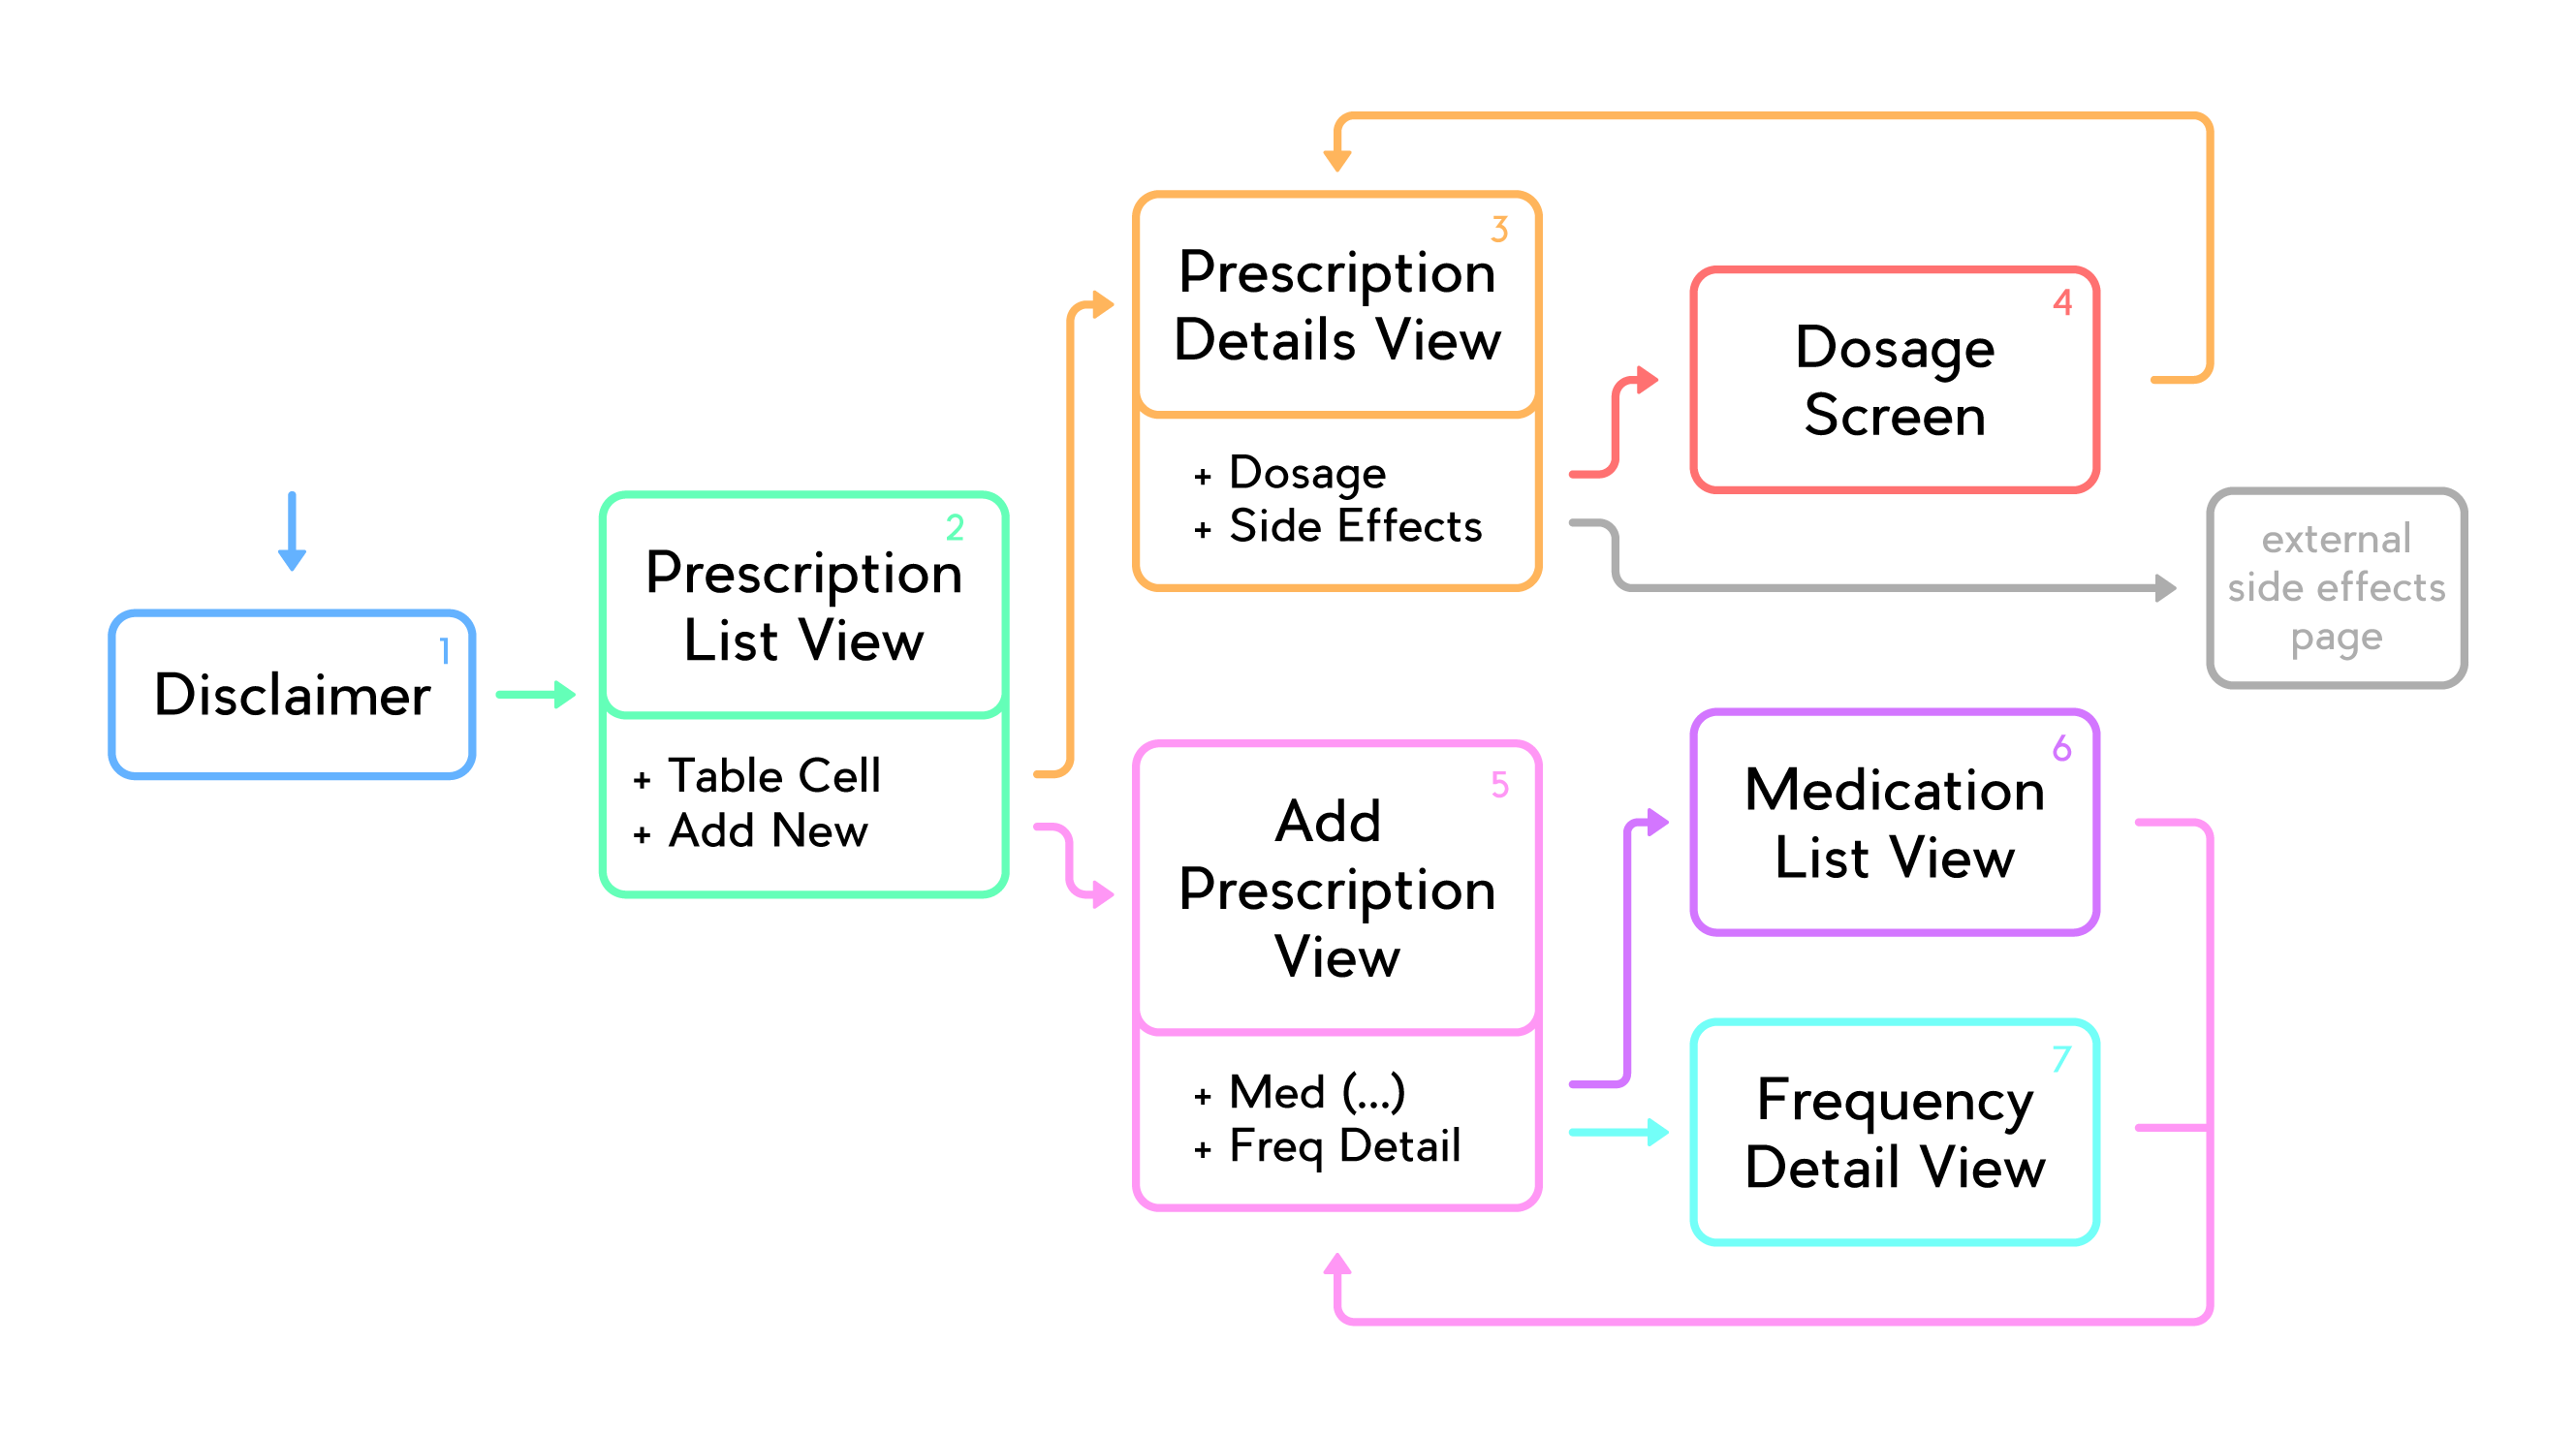 1
Disclaimer
2
Prescription
List View
+ Table Cell
+ Add New
3
Prescription
Details View
+ Dosage
+ Side Effects
4
Dosage
Screen
external
side effects
page
5
Add
Prescription
View
+ Med (...)
+ Freq Detail
6
Medication
List View
7
Frequency
Detail View